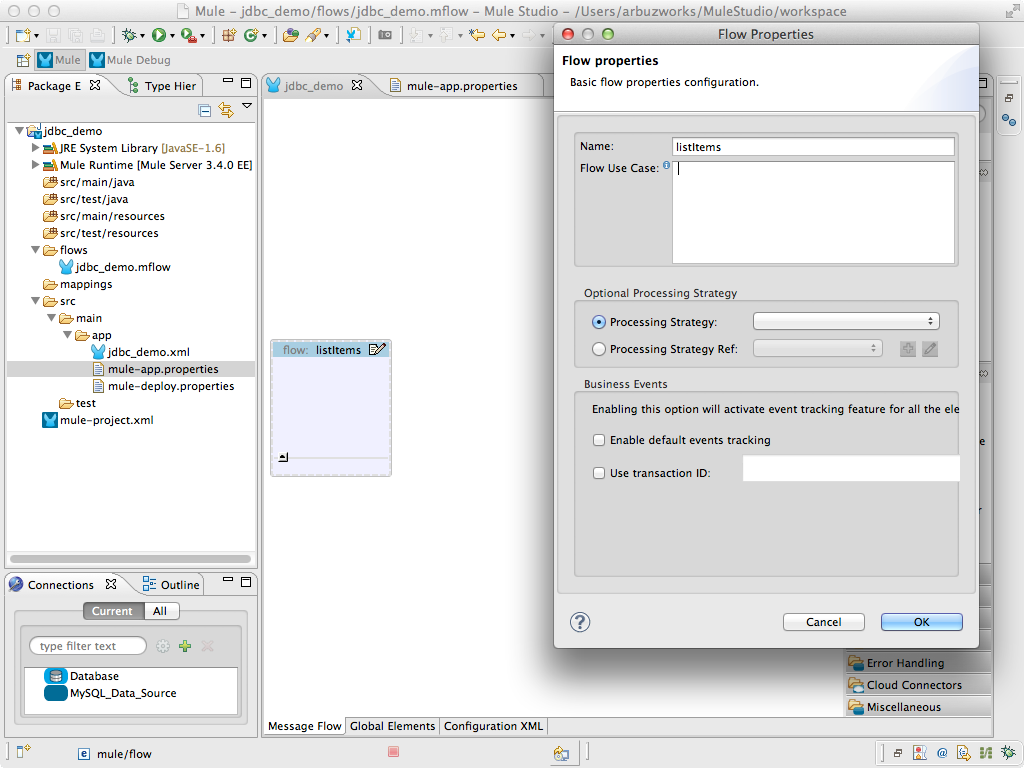 Mule - jdbc_demo/flows/jdbc_demo.mflow - Mule Studio - /Users/arbuzworks/MuleStudio/workspace
Mule
Mule Debug
Package E
Type Hier
jdbc_demo
JRE System Library [JavaSE-1.6]
Mule Runtime [Mule Server 3.4.0 EE]
src/main/java
src/test/java
src/main/resources
src/test/resources
flows
jdbc_demo.mflow
mappings
src
main
app
jdbc_demo.xml
mule-app.properties
mule-deploy.properties
test
mule-project.xml
Connections
Outline
Current
All
type filter text
Database
MySQL_Data_Source
jdbc_demo
mule-app.properties
flow: listItems
Message Flow
Global Elements
Configuration XML
Flow Properties
Flow properties
Basic flow properties configuration.
Name:
listItems
Flow Use Case:
Optional Processing Strategy
Processing Strategy:
Processing Strategy Ref:
Business Events
Enabling this option will activate event tracking feature for all the ele
Enable default events tracking
Use transaction ID:
?
Cancel
OK
Error Handling
Cloud Connectors
Miscellaneous
mule/flow